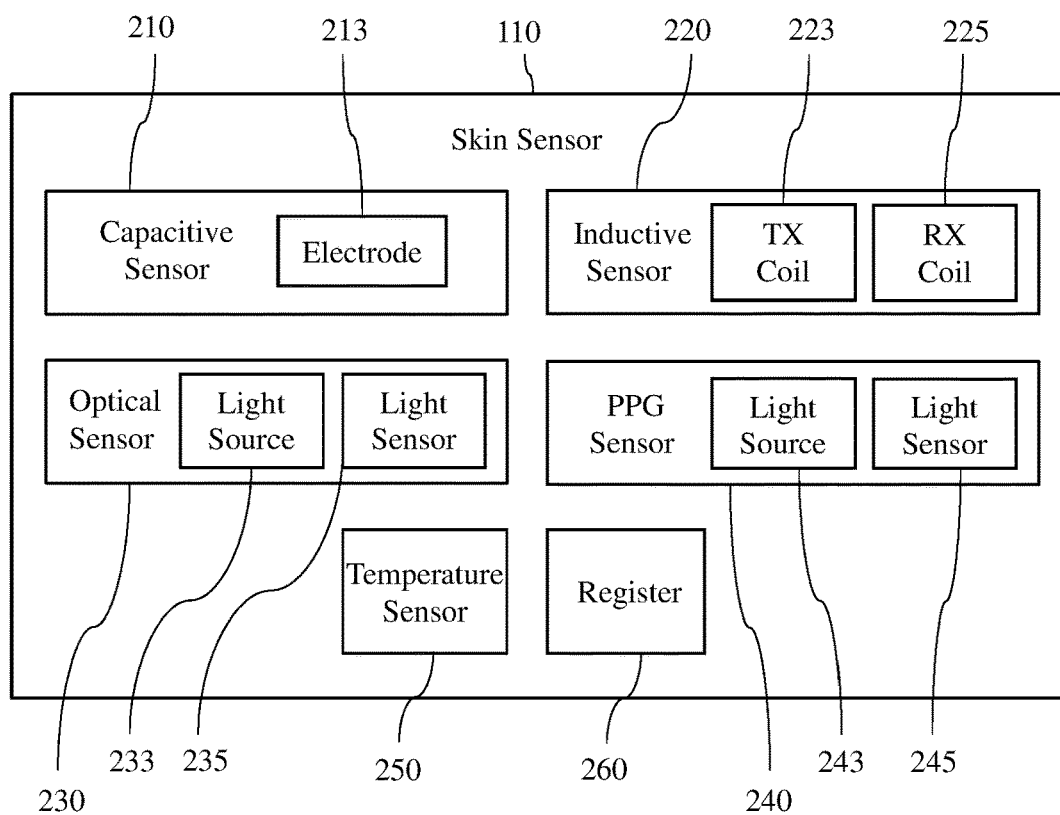 210 213 110 220 223 225
Skin Sensor
Capacitive
Sensor
Electrode
Inductive
Sensor
TX
Coil
RX
Coil
Optical
Sensor
Light
Source
Light
Sensor
PPG
Sensor
Light
Source
Light
Sensor
Temperature
Sensor
Register
233 235 250 260 243 245
230 240